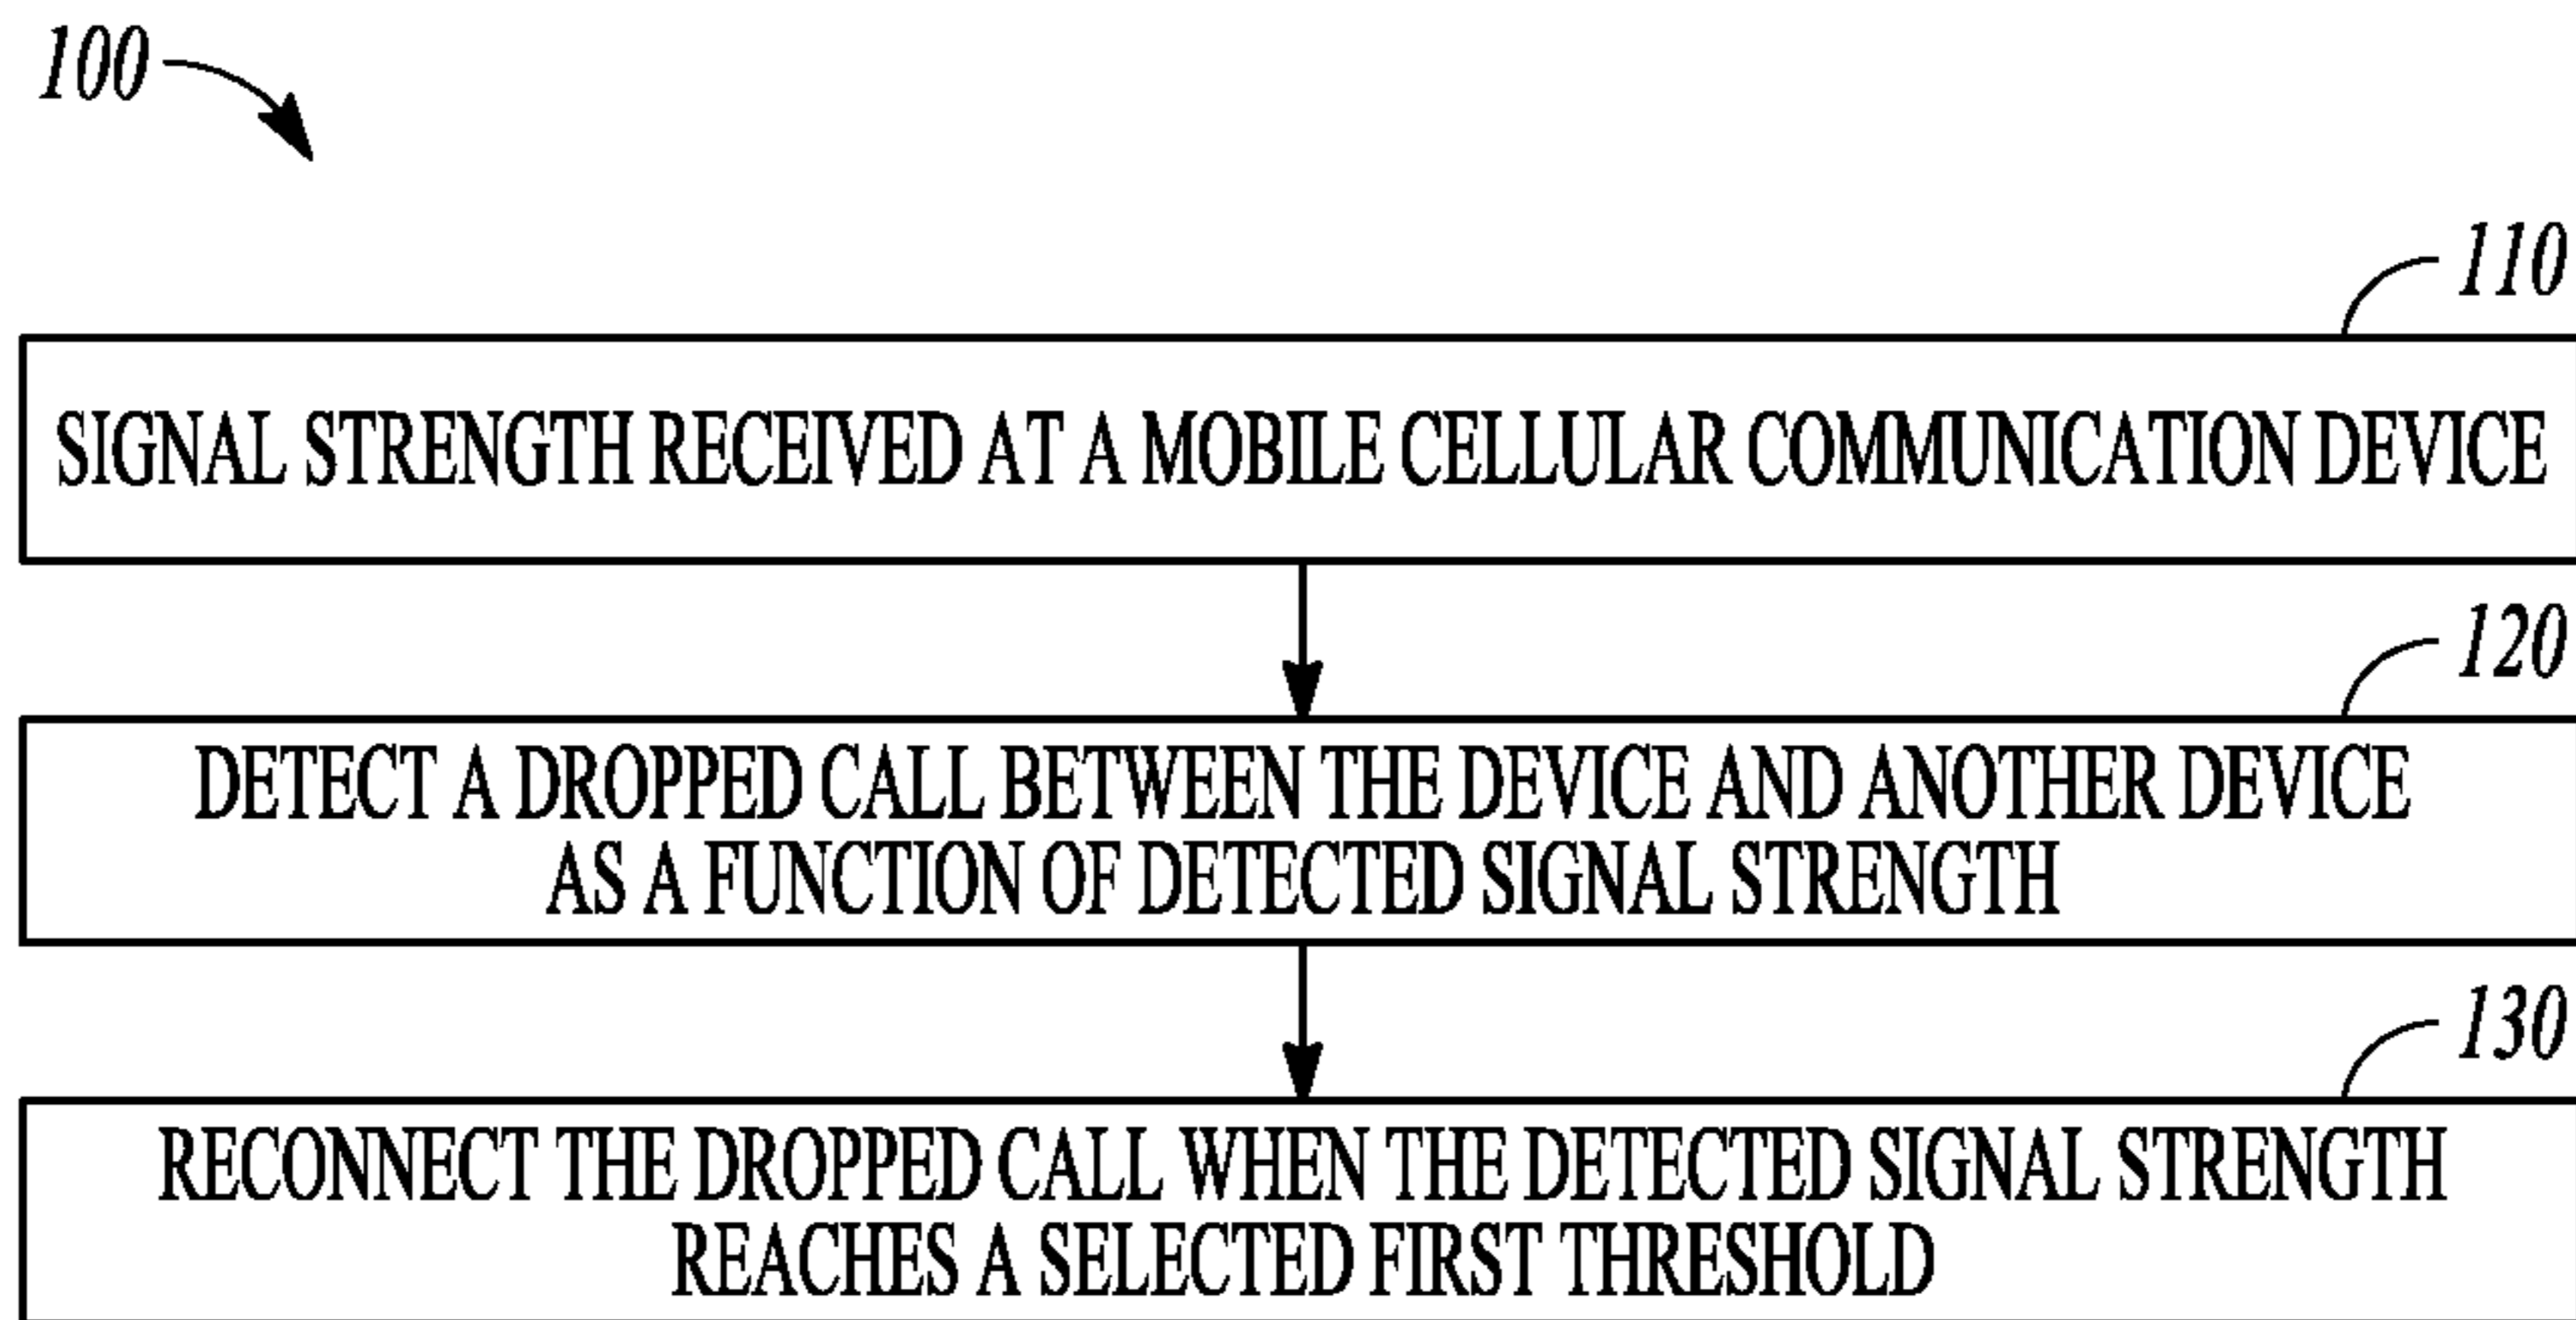 100
110
SIGNAL STRENGTH RECEIVED AT A MOBILE CELLULAR COMMUNICATION DEVICE
120
DETECT A DROPPED CALL BETWEEN THE DEVICE AND ANOTHER DEVICE
AS A FUNCTION OF DETECTED SIGNAL STRENGTH
130
RECONNECT THE DROPPED CALL WHEN THE DETECTED SIGNAL STRENGTH
REACHES A SELECTED FIRST THRESHOLD